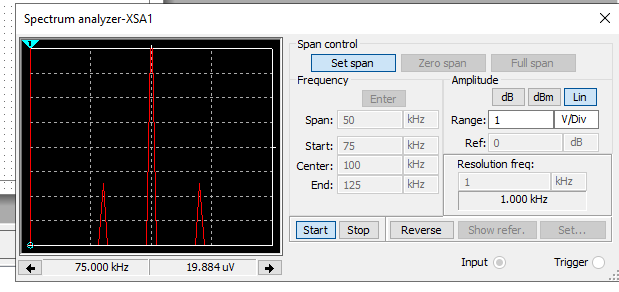 Spectrum analyzer-XSA1
1
Span control
Set span Zero span Full span
Frequency
Enter
Span: 50 kHz
Start: 75 kHz
Center: 100 kHz
End: 125 kHz
Amplitude
dB dBm Lin
Range: 1 V/Div
Ref: 0 dB
Resolution freq:
1 kHz
1.000 kHz
Start Stop Reverse Show refer. Set...
75.000 kHz 19.884 uV
Input Trigger